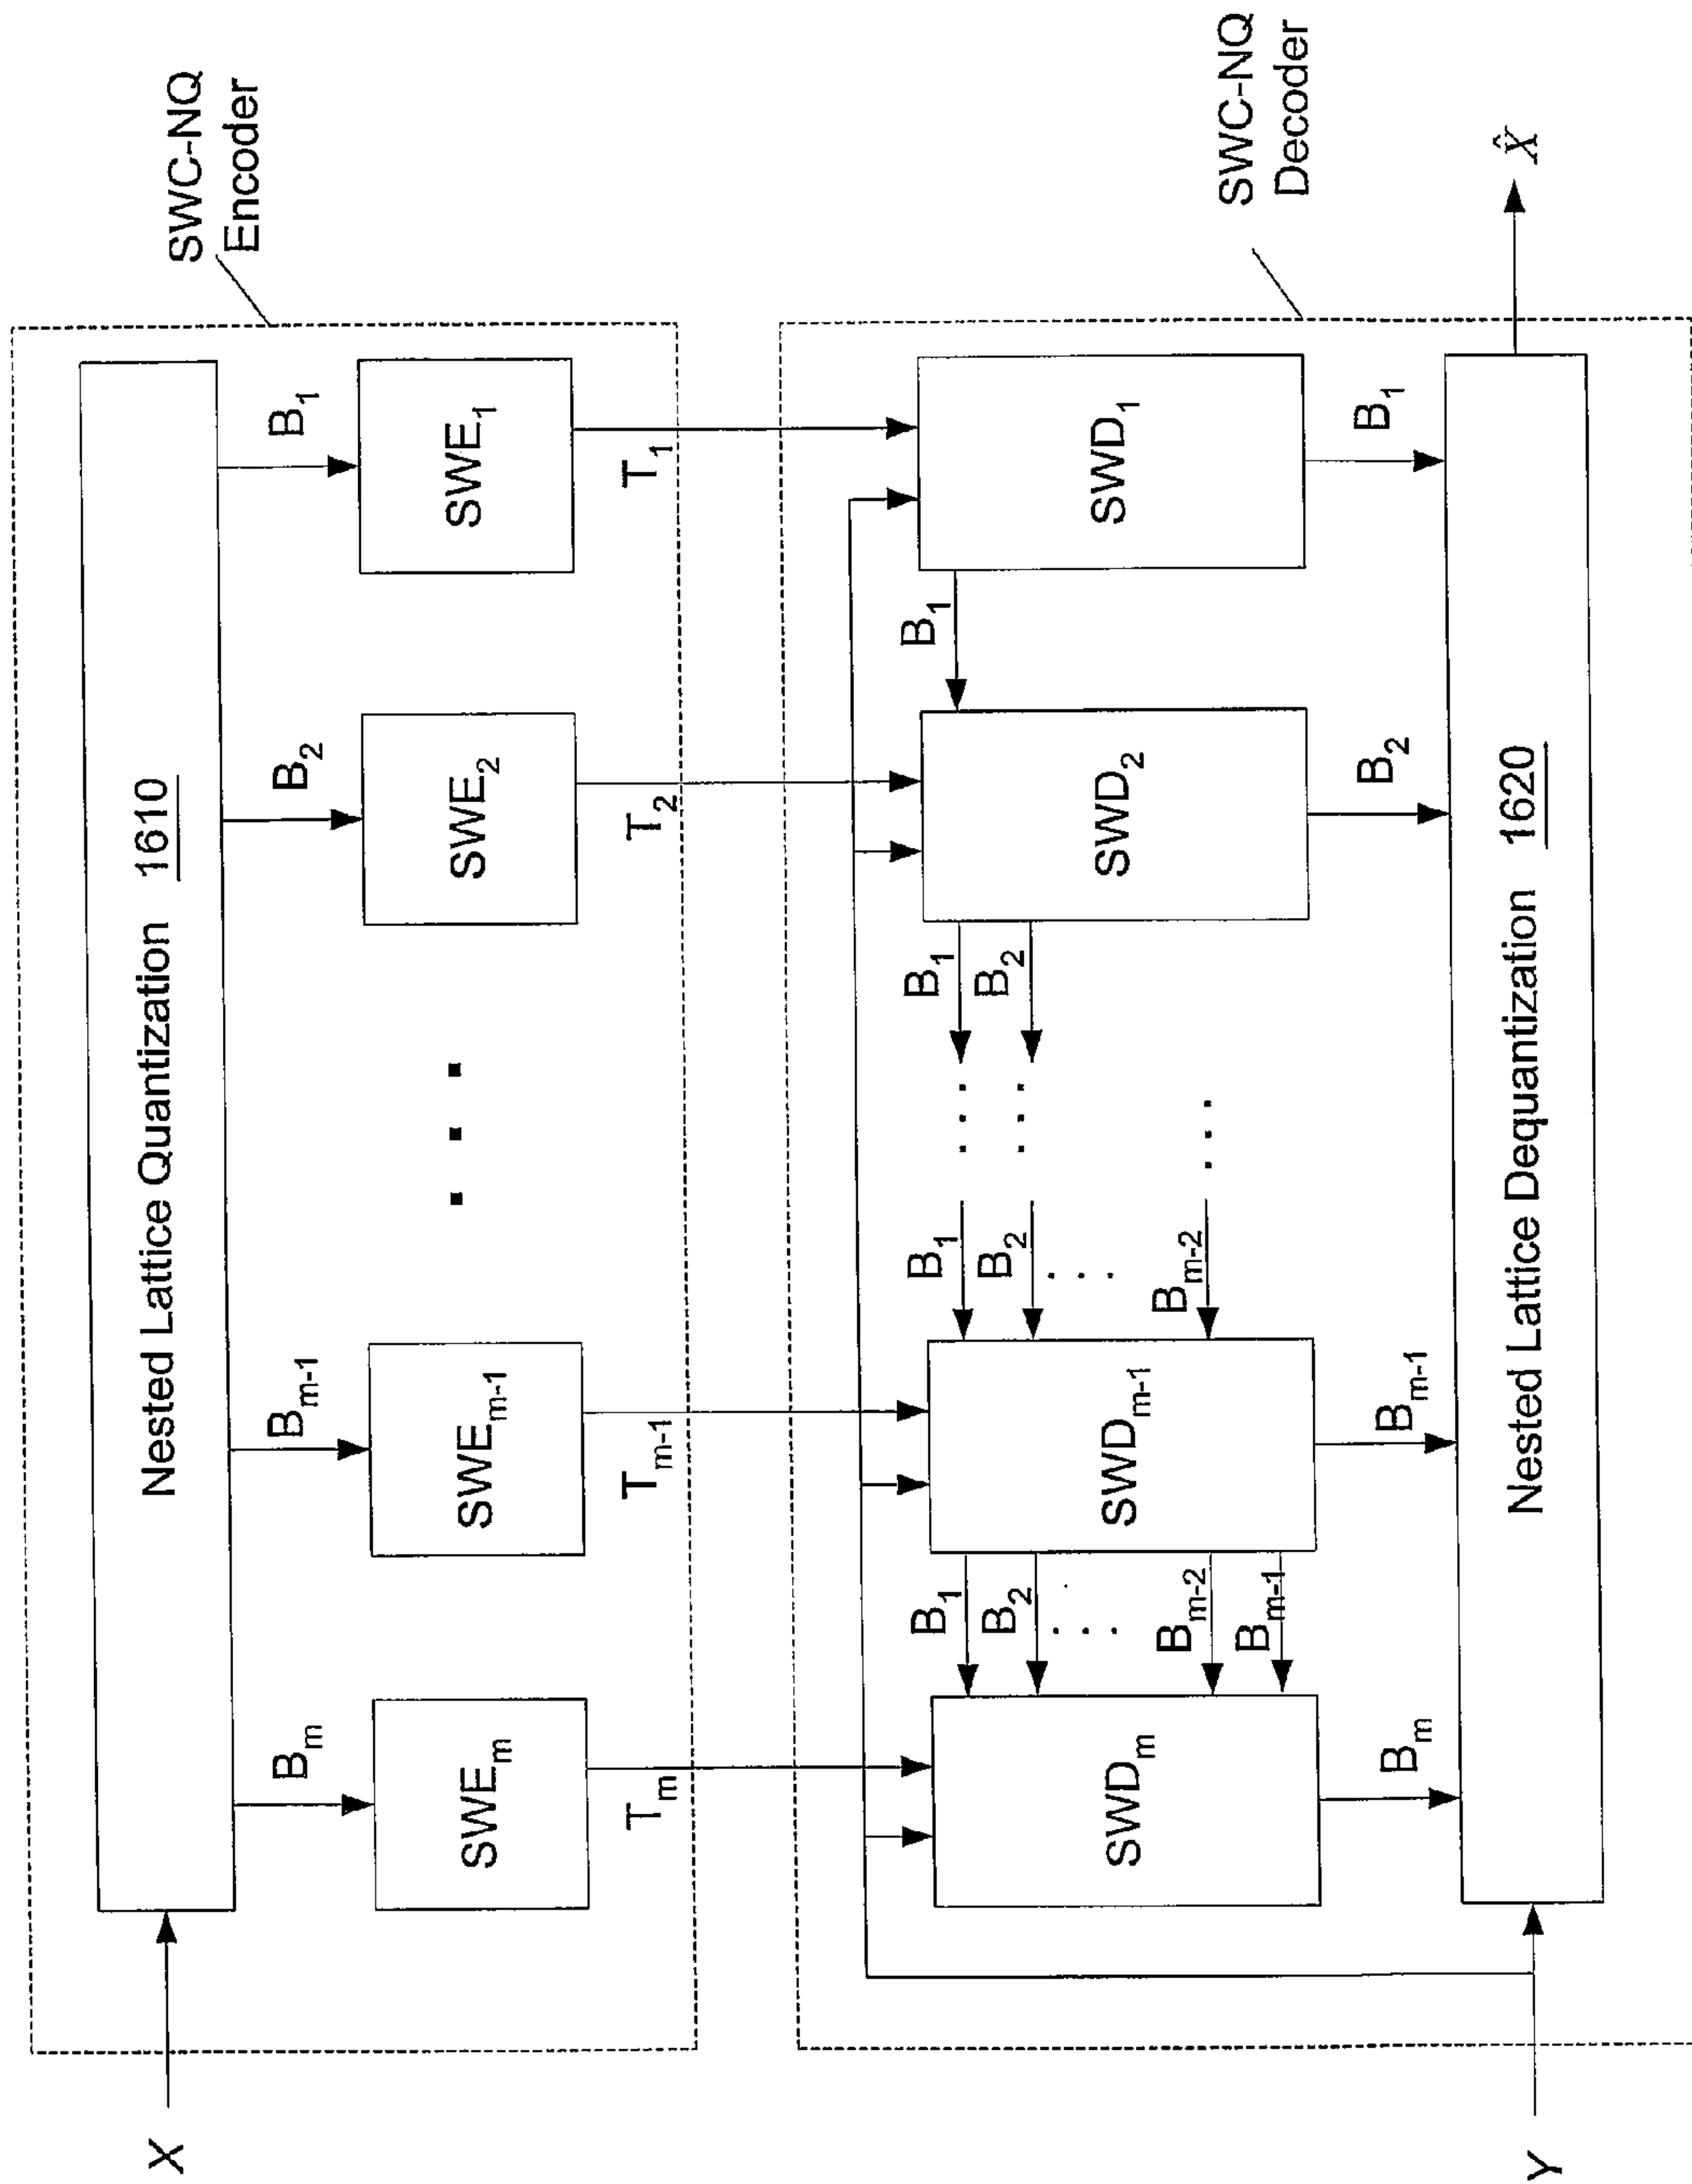 SWC-NQ
Encoder
X
Nested Lattice Quantization 1610
Bₘ
Bₘ₋₁
B₂
B₁
SWEₘ
SWEₘ₋₁
. . .
SWE₂
SWE₁
Tₘ
Tₘ₋₁
T₂
T₁
SWC-NQ
Decoder
SWDₘ
B₁
B₂
. . .
Bₘ₋₂
Bₘ₋₁
SWDₘ₋₁
B₁
B₂
. . .
Bₘ₋₂
. . .
. . .
. . .
B₁
B₂
SWD₂
B₁
SWD₁
Bₘ
Bₘ₋₁
B₂
B₁
Y
Nested Lattice Dequantization 1620
X̂